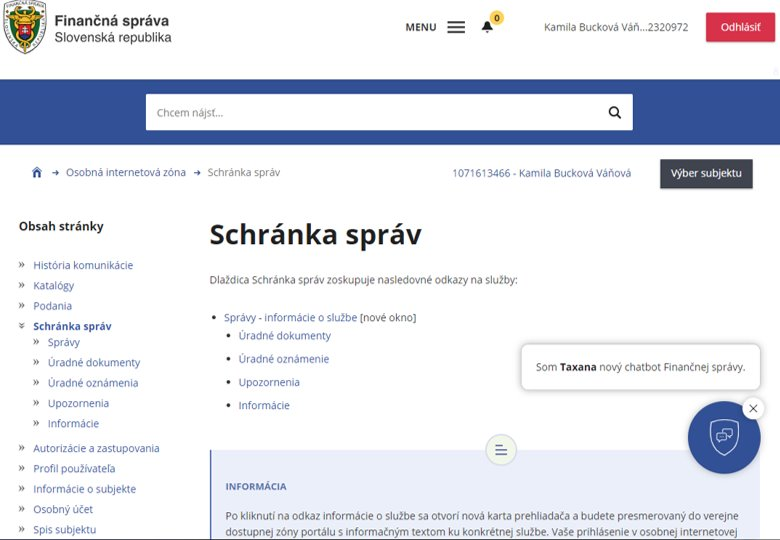 Finančná správa
Slovenská republika
MENU
0
Kamila Bucková Váň...2320972
Odhlásiť
Chcem nájsť...
Osobná internetová zóna
Schránka správ
1071613466 - Kamila Bucková Váňová
Výber subjektu
Obsah stránky
História komunikácie
Katalógy
Podania
Schránka správ
Správy
Úradné dokumenty
Úradné oznámenia
Upozornenia
Informácie
Autorizácie a zastupovania
Profil používateľa
Informácie o subjekte
Osobný účet
Spis subjektu
Schránka správ
Dlaždica Schránka správ zoskupuje nasledovné odkazy na služby:
Správy - informácie o službe [nové okno]
Úradné dokumenty
Úradné oznámenie
Upozornenia
Informácie
Som Taxana nový chatbot Finančnej správy.
INFORMÁCIA
Po kliknutí na odkaz informácie o službe sa otvorí nová karta prehliadača a budete presmerovaný do verejne
dostupnej zóny portálu s informačným textom ku konkrétnej službe. Vaše prihlásenie v osobnej internetovej